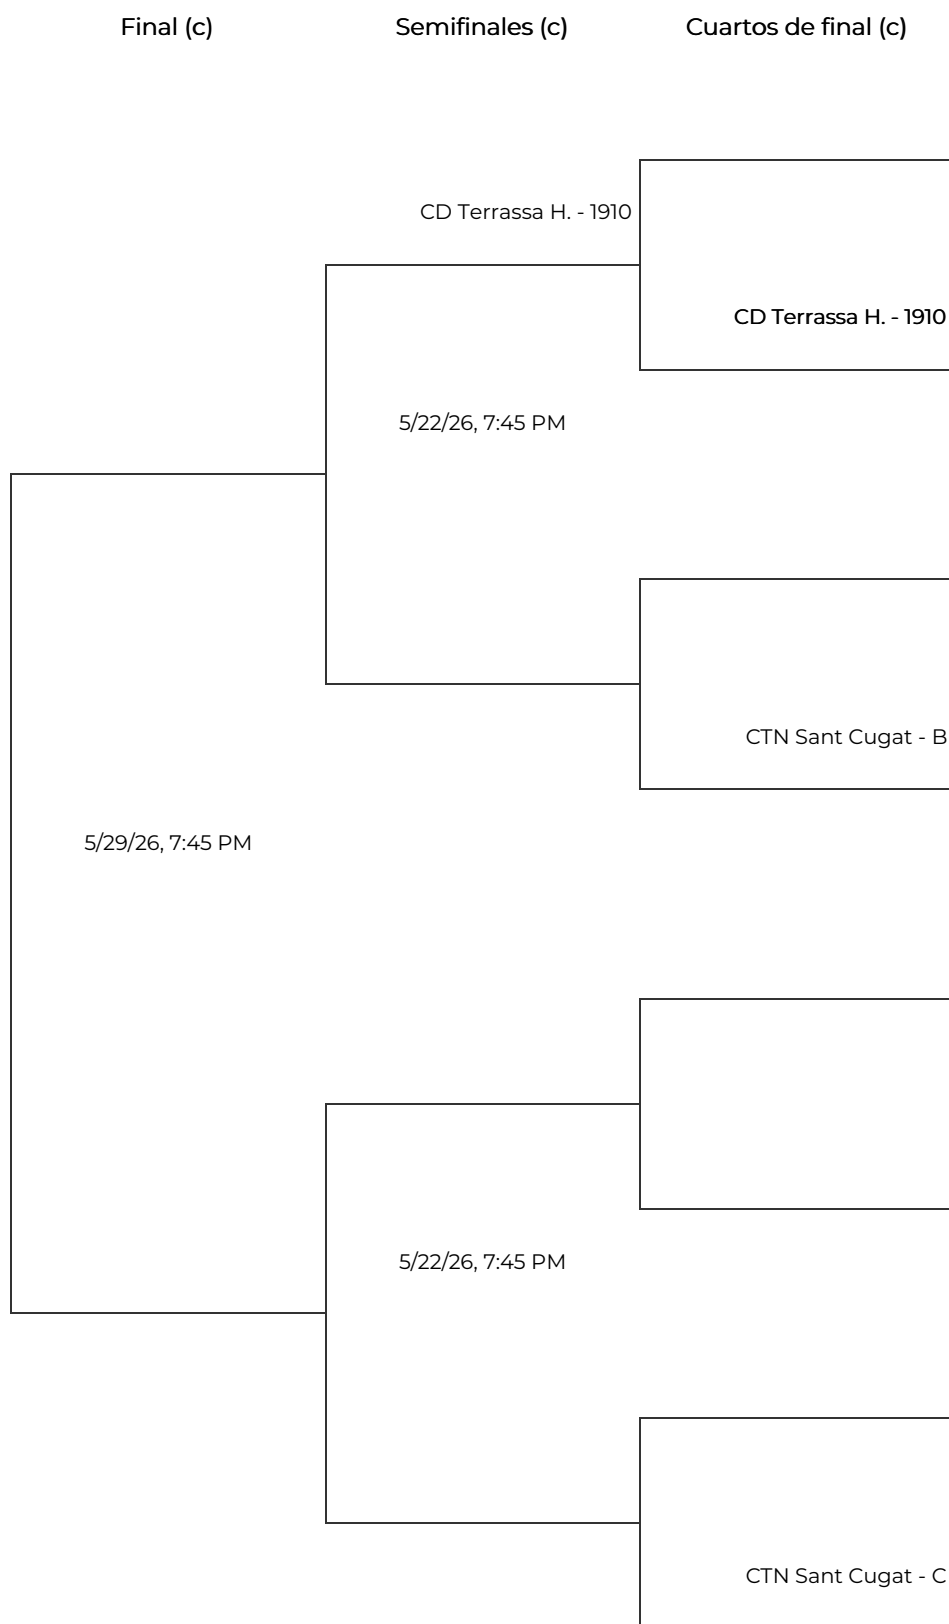 Final (c)
Semifinales (c)
Cuartos de final (c)
CD Terrassa H. - 1910
CD Terrassa H. - 1910
5/22/26, 7:45 PM
CTN Sant Cugat - B
5/29/26, 7:45 PM
5/22/26, 7:45 PM
CTN Sant Cugat - C